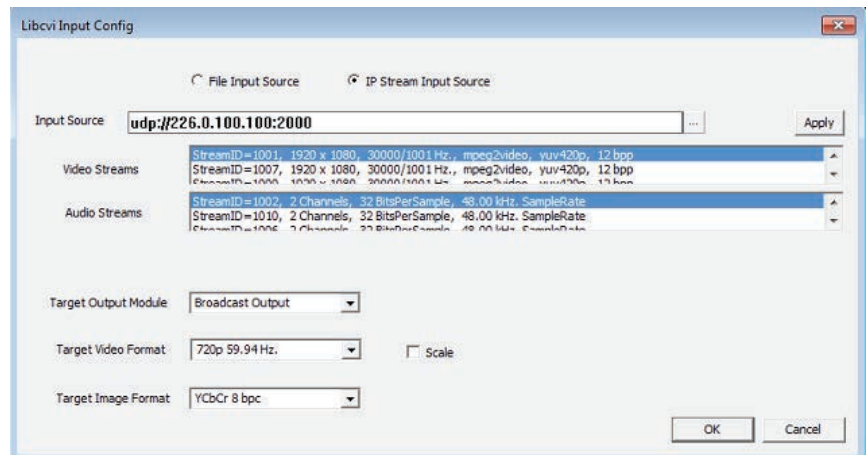 Libcvi Input Config
File Input Source
IP Stream Input Source
Input Source
udp://226.0.100.100:2000
...
Apply
Video Streams
StreamID=1001, 1920 x 1080, 30000/1001 Hz., mpeg2video, yuv420p, 12 bpp
StreamID=1007, 1920 x 1080, 30000/1001 Hz., mpeg2video, yuv420p, 12 bpp
Audio Streams
StreamID=1002, 2 Channels, 32 BitsPerSample, 48.00 kHz. SampleRate
StreamID=1010, 2 Channels, 32 BitsPerSample, 48.00 kHz. SampleRate
Target Output Module
Broadcast Output
Target Video Format
720p 59.94 Hz.
Scale
Target Image Format
YCbCr 8 bpc
OK
Cancel